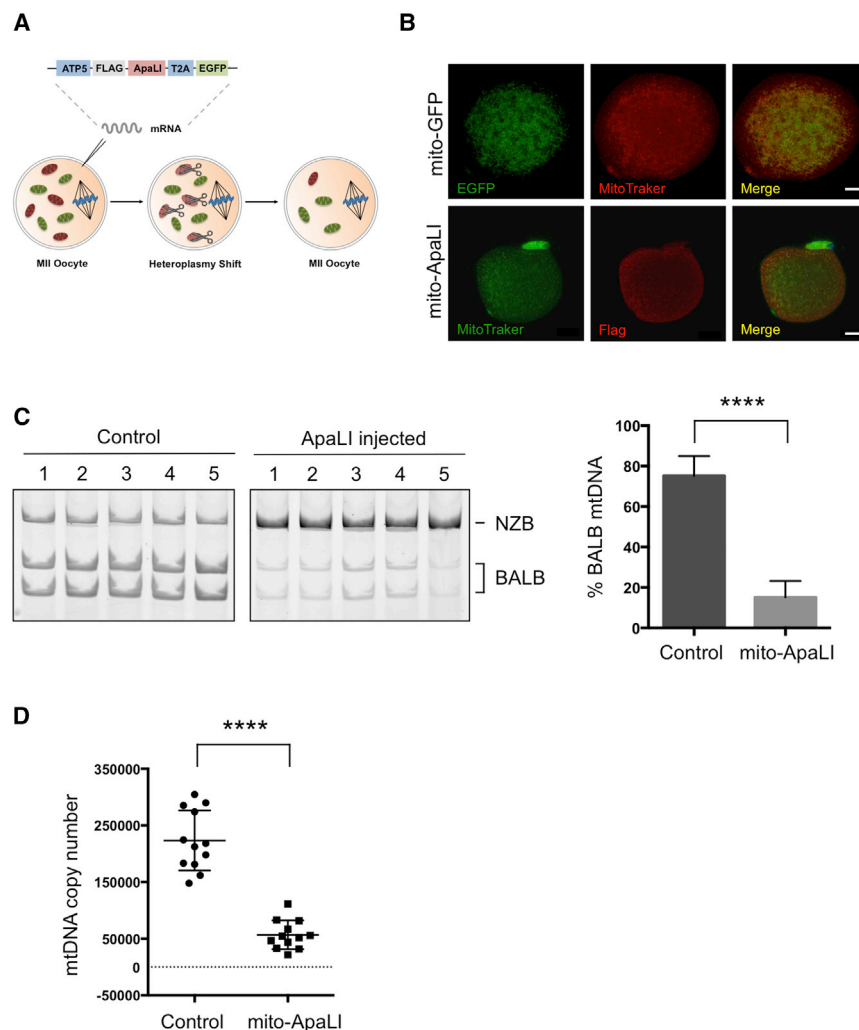 A
ATP5 FLAG ApaLI T2A EGFP
mRNA
MII Oocyte Heteroplasmy Shift MII Oocyte
B
mito-GFP
EGFP MitoTraker Merge
mito-ApaLI
MitoTraker Flag Merge
C
Control ApaLI injected
1 2 3 4 5 1 2 3 4 5
NZB
BALB
****
% BALB mtDNA
100
80
60
40
20
0
Control mito-ApaLI
D
****
mtDNA copy number
350000
250000
150000
50000
0
-50000
Control mito-ApaLI